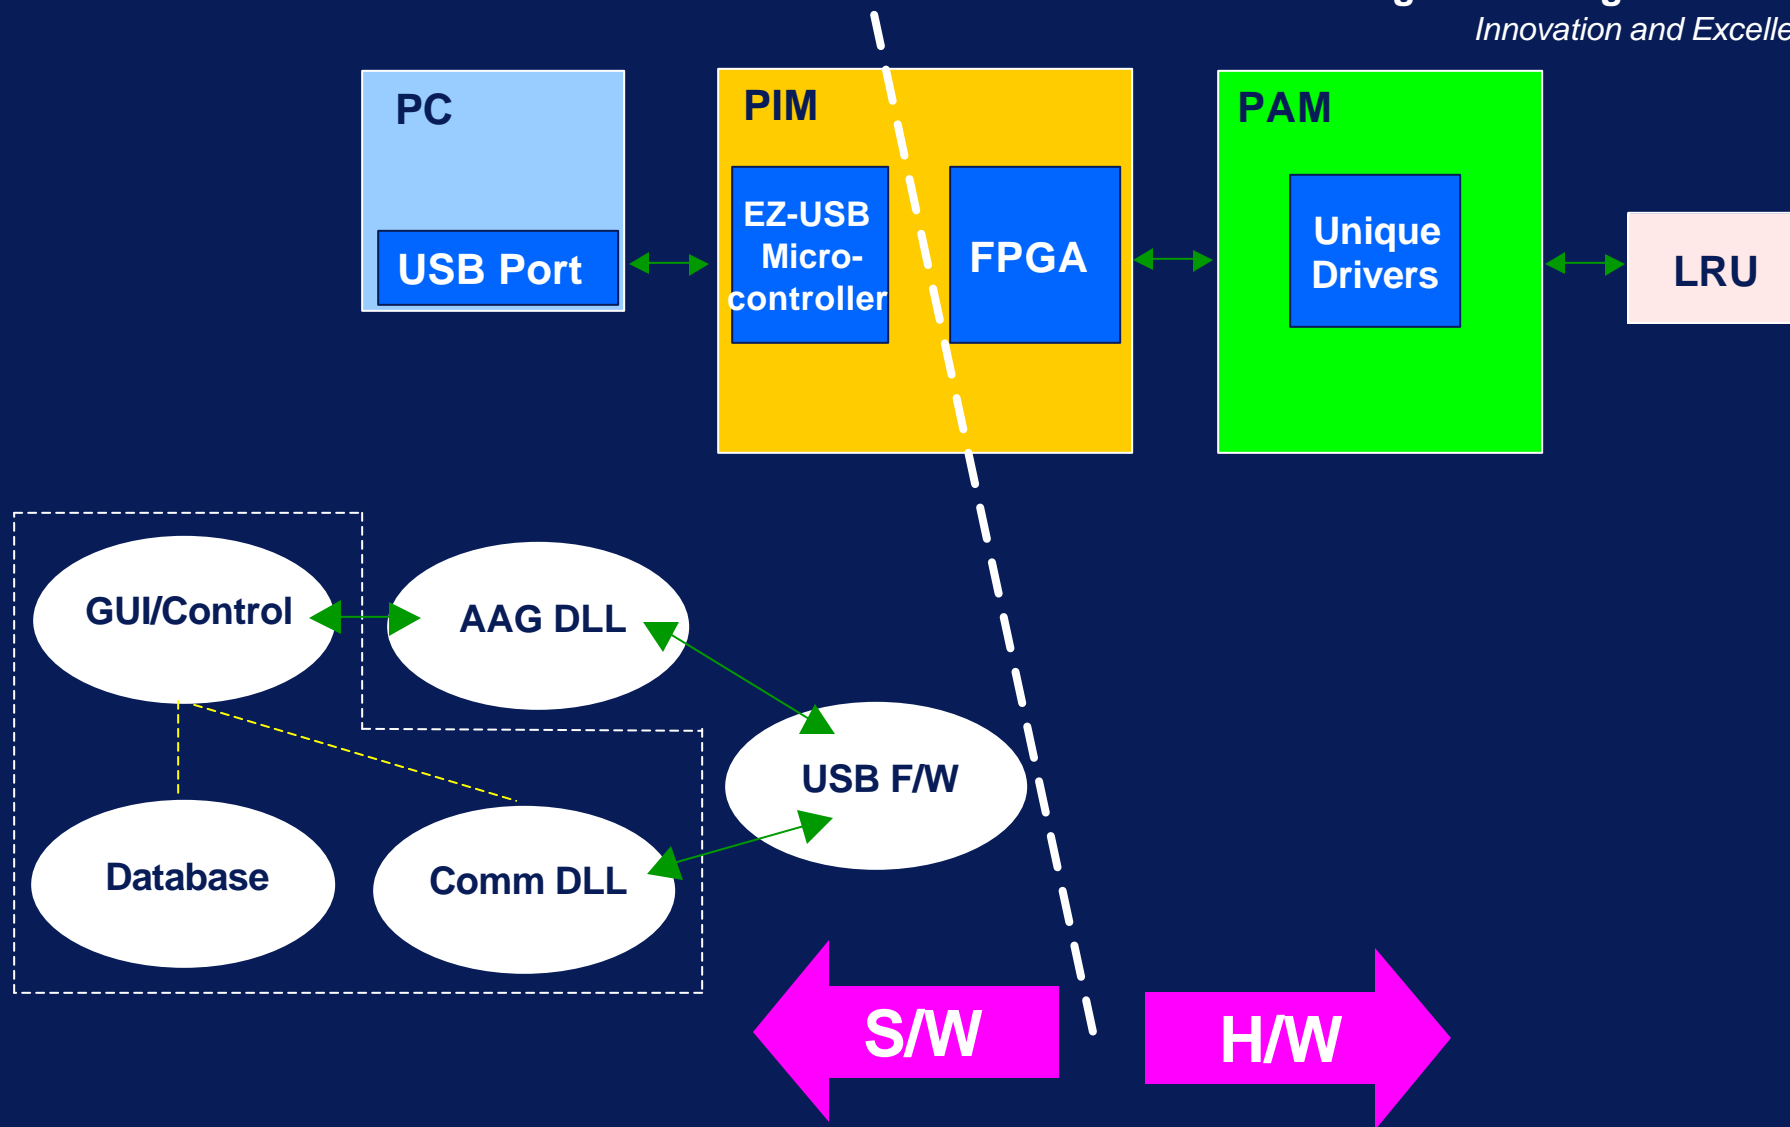 Innovation and Excelle
PC
USB Port
PIM
EZ-USB
Micro-
controller
FPGA
PAM
Unique
Drivers
LRU
GUI/Control
AAG DLL
USB F/W
Database
Comm DLL
S/W
H/W